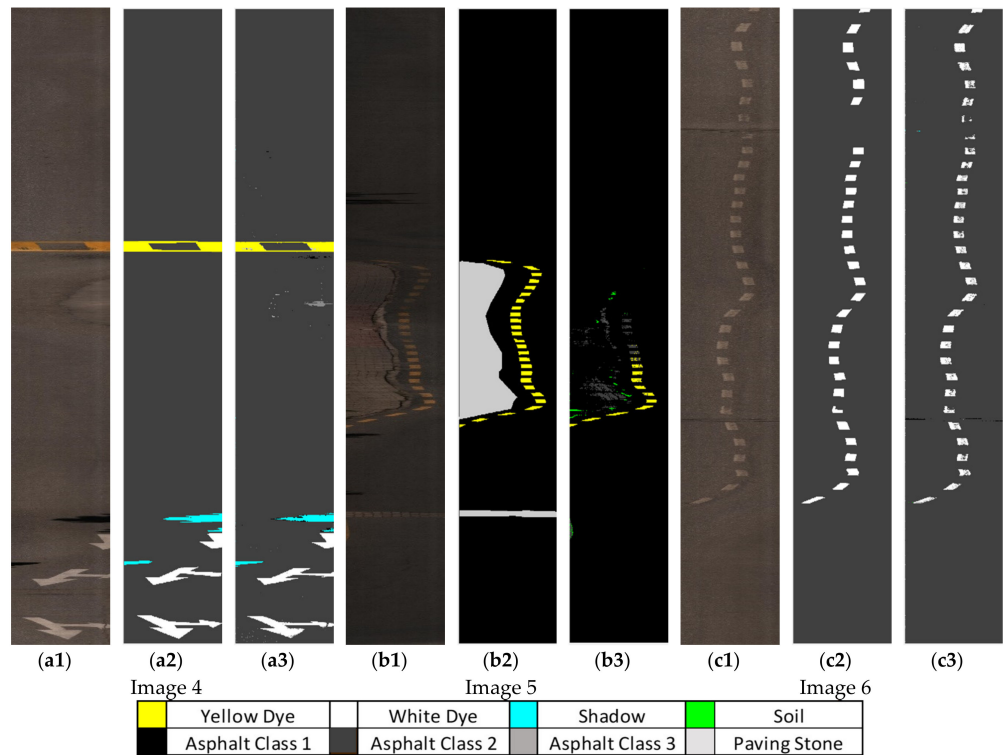 (a1) (a2) (a3) (b1) (b2) (b3) (c1) (c2) (c3)
Image 4 Image 5 Image 6
Yellow Dye White Dye Shadow Soil
Asphalt Class 1 Asphalt Class 2 Asphalt Class 3 Paving Stone